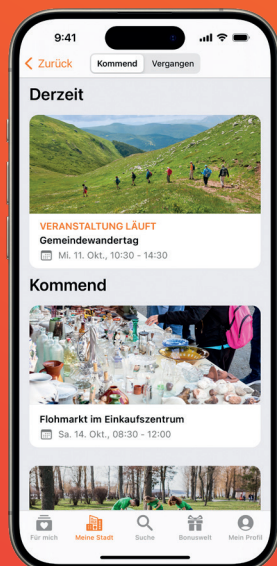 9:41
Zurück
Kommend
Vergangen
Derzeit
VERANSTALTUNG LÄUFT
Gemeindewandertag
Mi. 11. Okt., 10:30 - 14:30
Kommend
Flohmarkt im Einkaufszentrum
Sa. 14. Okt., 08:30 - 12:00
Für mich
Meine Stadt
Suche
Bonuswelt
Mein Profil